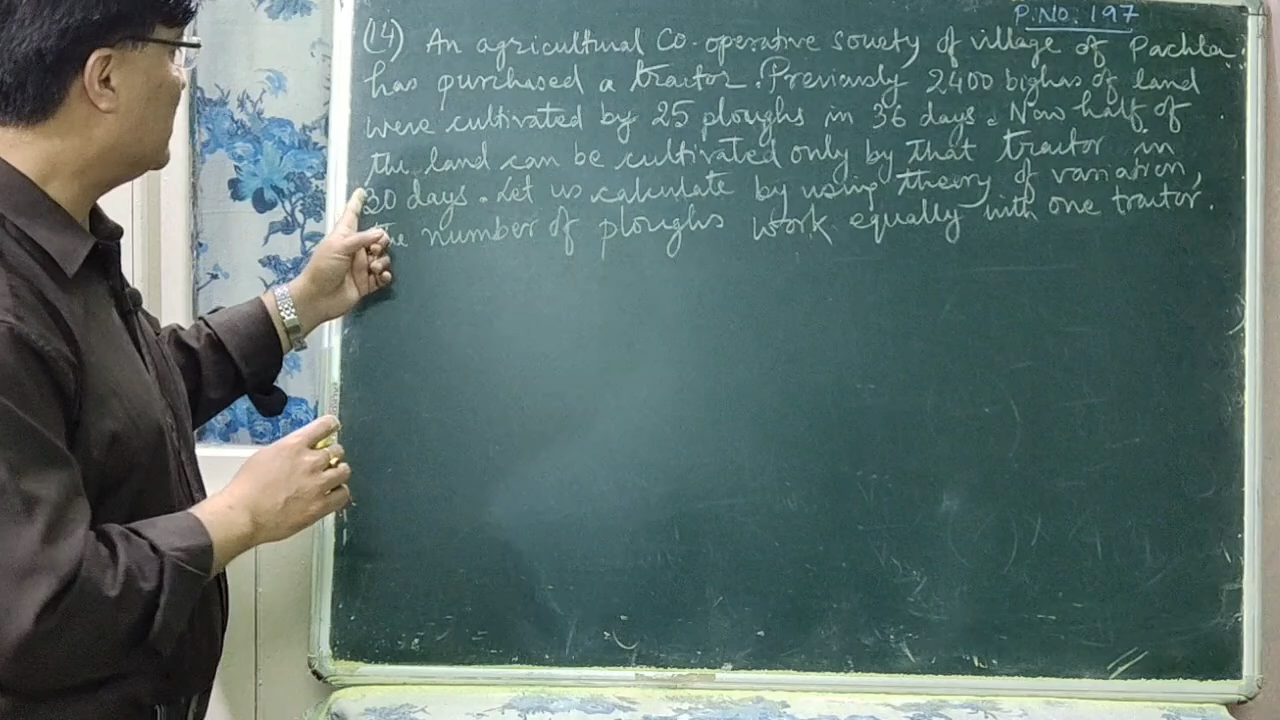 P.NO. 197
(14) An agricultural Co-operative society of village of Pachla
has purchased a tractor. Previously 2400 bighas of land
were cultivated by 25 ploughs in 36 days. Now half of
the land can be cultivated only by that tractor in
30 days. Let us calculate by using theory of variation,
the number of ploughs work equally with one tractor.